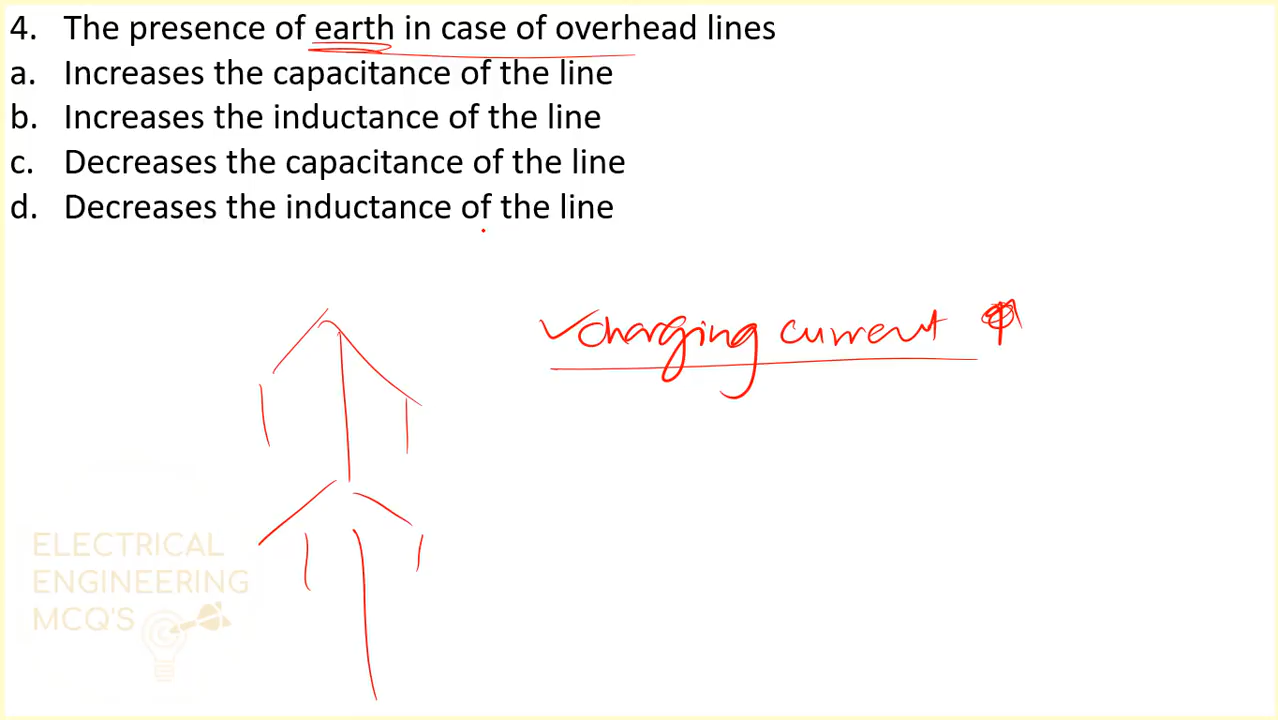 4. The presence of earth in case of overhead lines
a. Increases the capacitance of the line
b. Increases the inductance of the line
c. Decreases the capacitance of the line
d. Decreases the inductance of the line
charging current
ELECTRICAL
ENGINEERING
MCQ'S